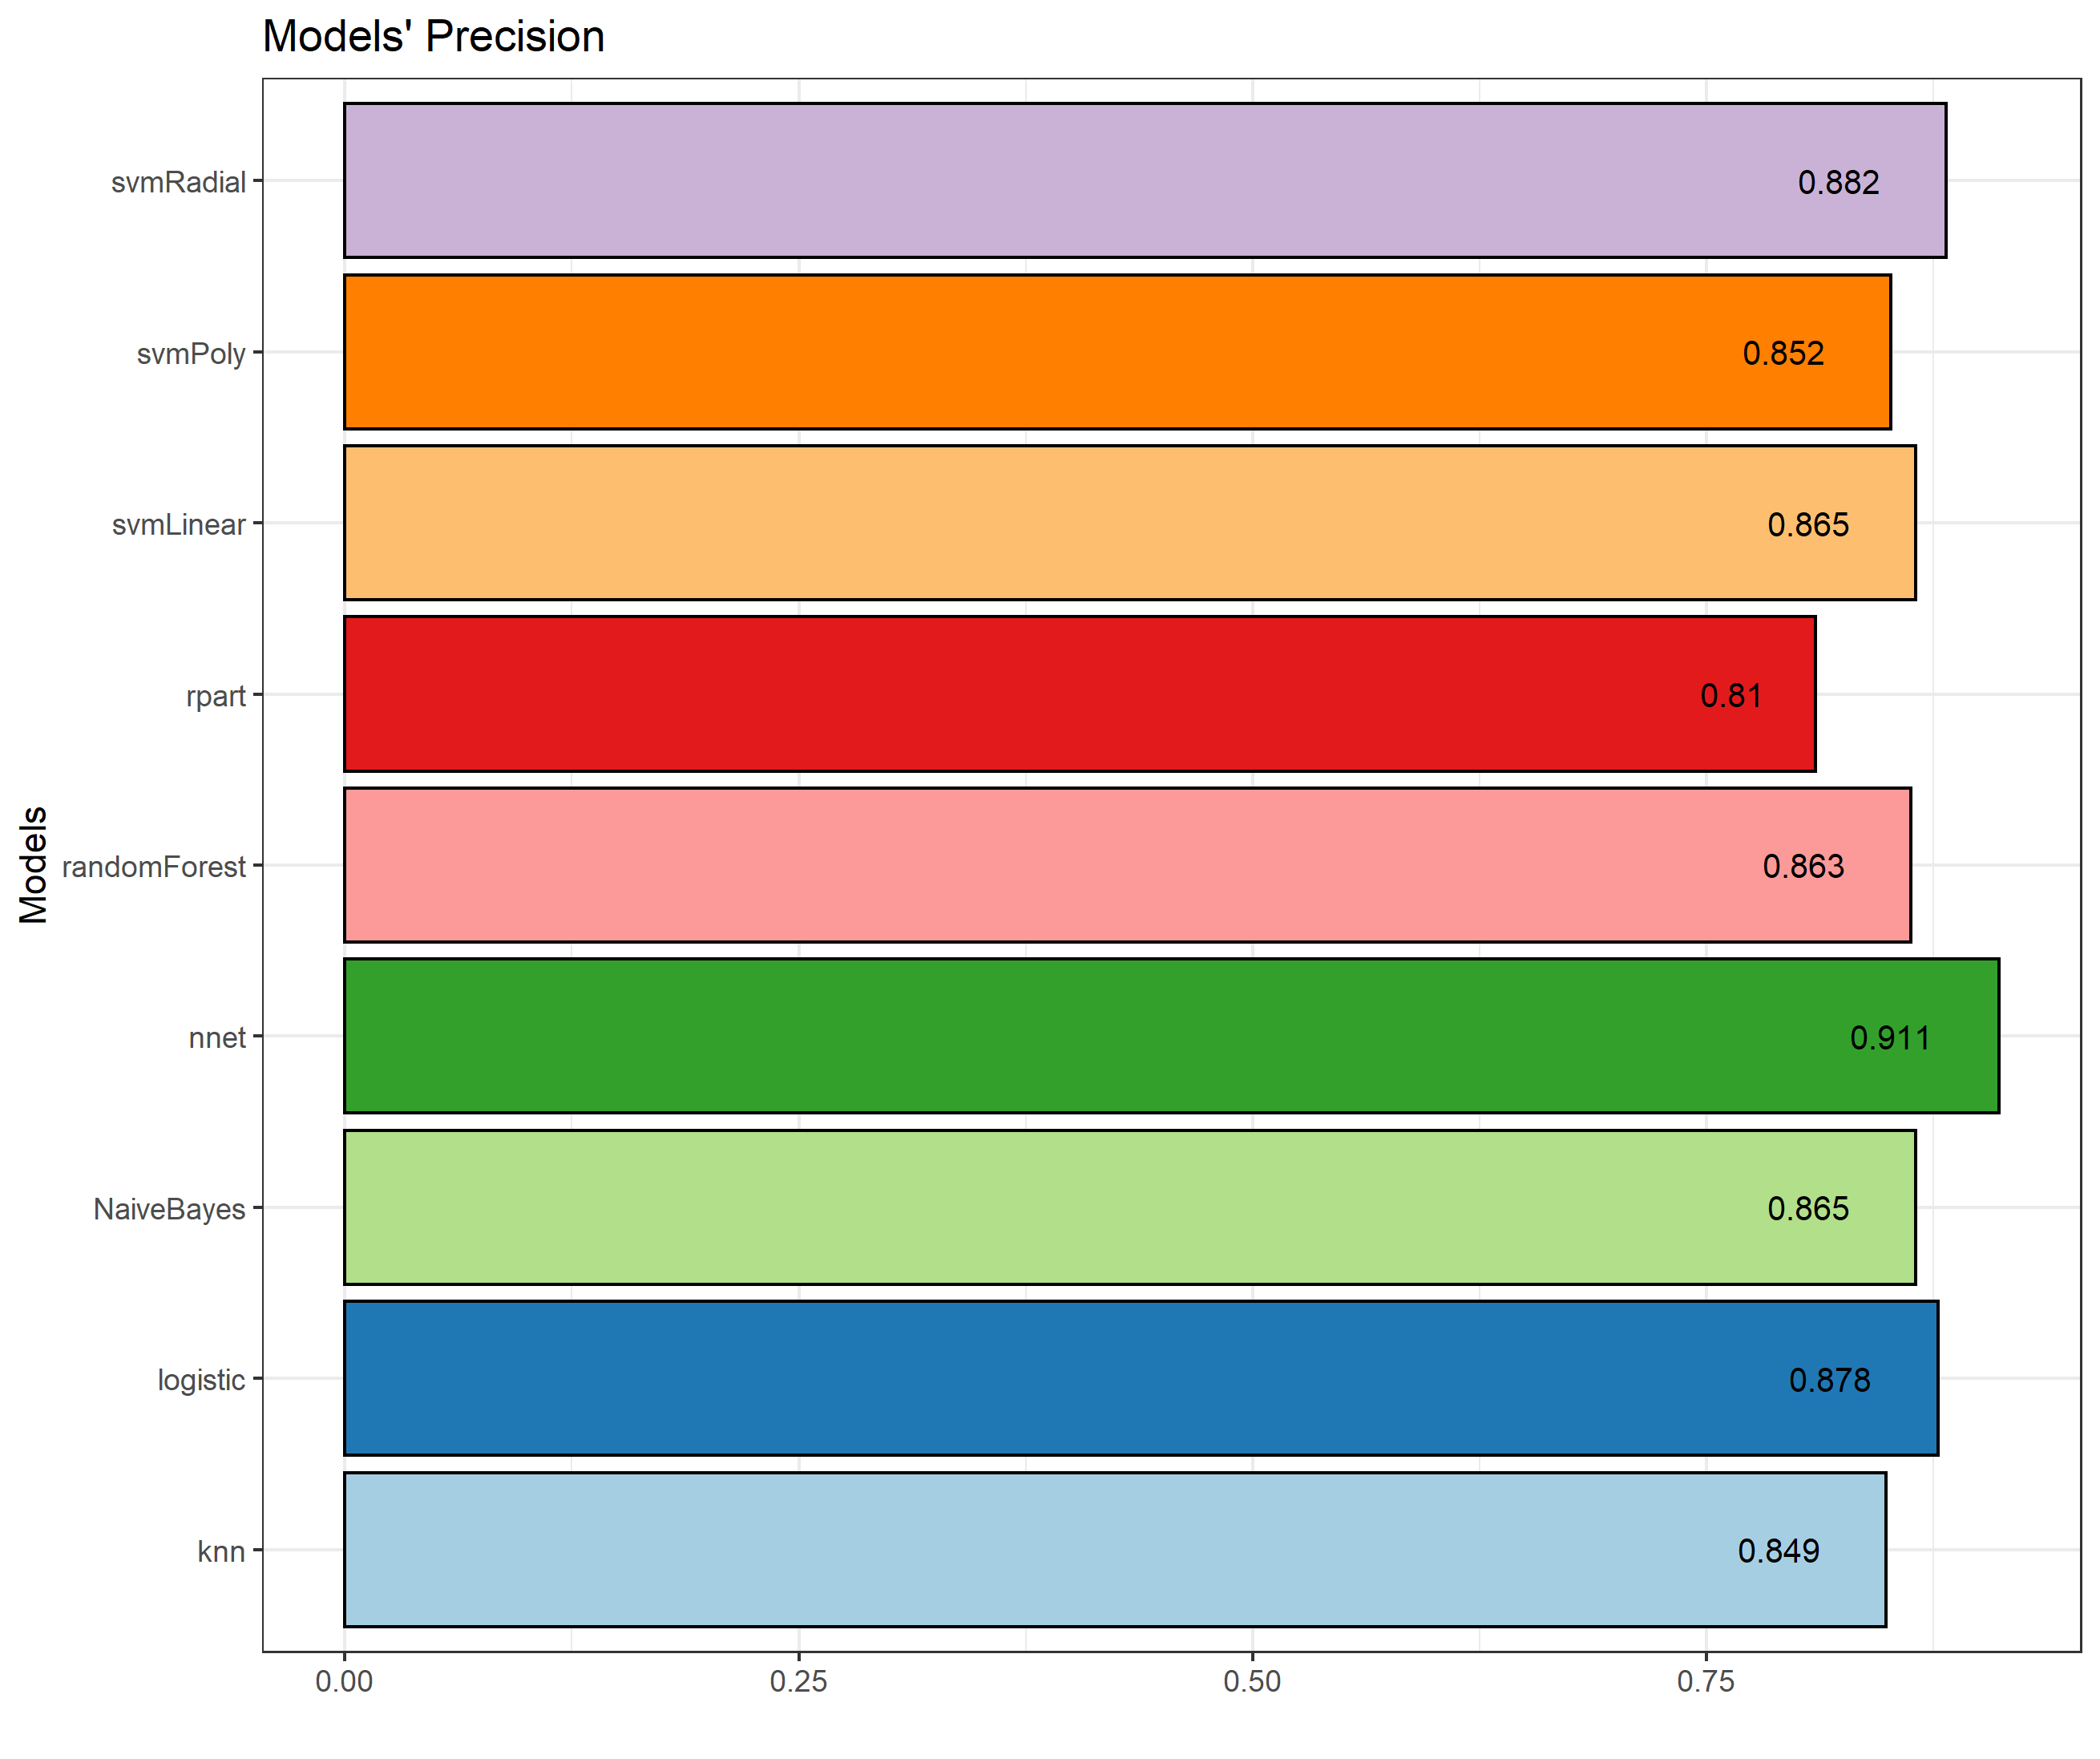 Models' Precision
svmRadial
0.882
svmPoly
0.852
svmLinear
0.865
rpart
0.81
randomForest
0.863
nnet
0.911
NaiveBayes
0.865
logistic
0.878
knn
0.849
Models
0.00 0.25 0.50 0.75